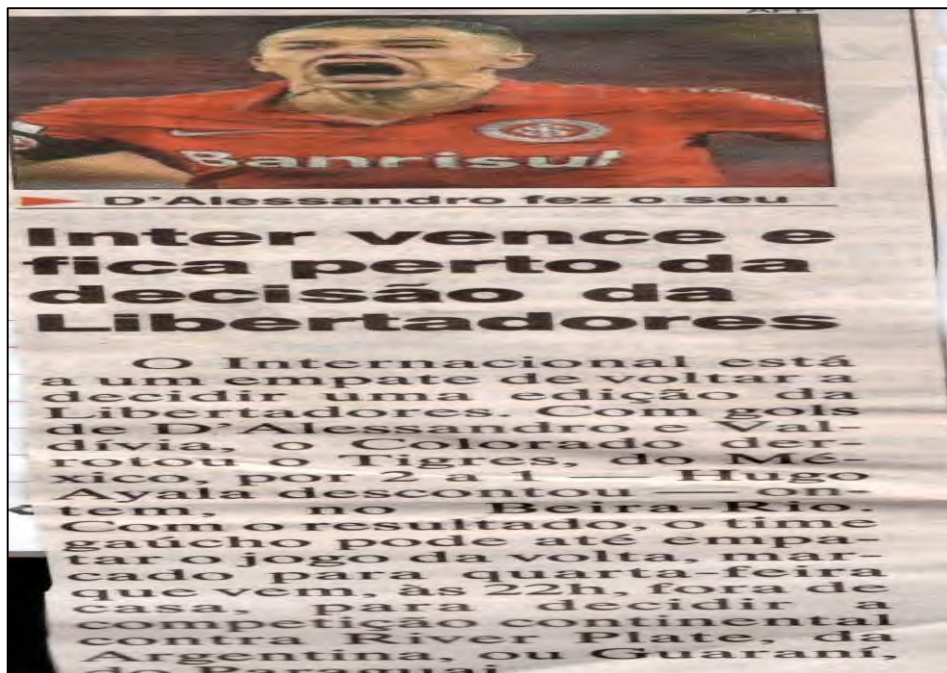 AFP
Banrisul
D'Alessandro fez o seu
Inter vence e
fica perto da
decisão da
Libertadores
O Internacional está
a um empate de voltar a
decidir uma edição da
Libertadores. Com gols
de D'Alessandro e Val-
dívia, o Colorado der-
rotou o Tigres, do Mé-
xico, por 2 a 1 — Hugo
Ayala descontou — on-
tem, no Beira-Rio.
Com o resultado, o time
gaúcho pode até empa-
tar o jogo da volta, mar-
cado para quarta-feira
que vem, às 22h, fora de
casa, para decidir a
competição continental
contra River Plate, da
Argentina, ou Guaraní,
do Paraguai.